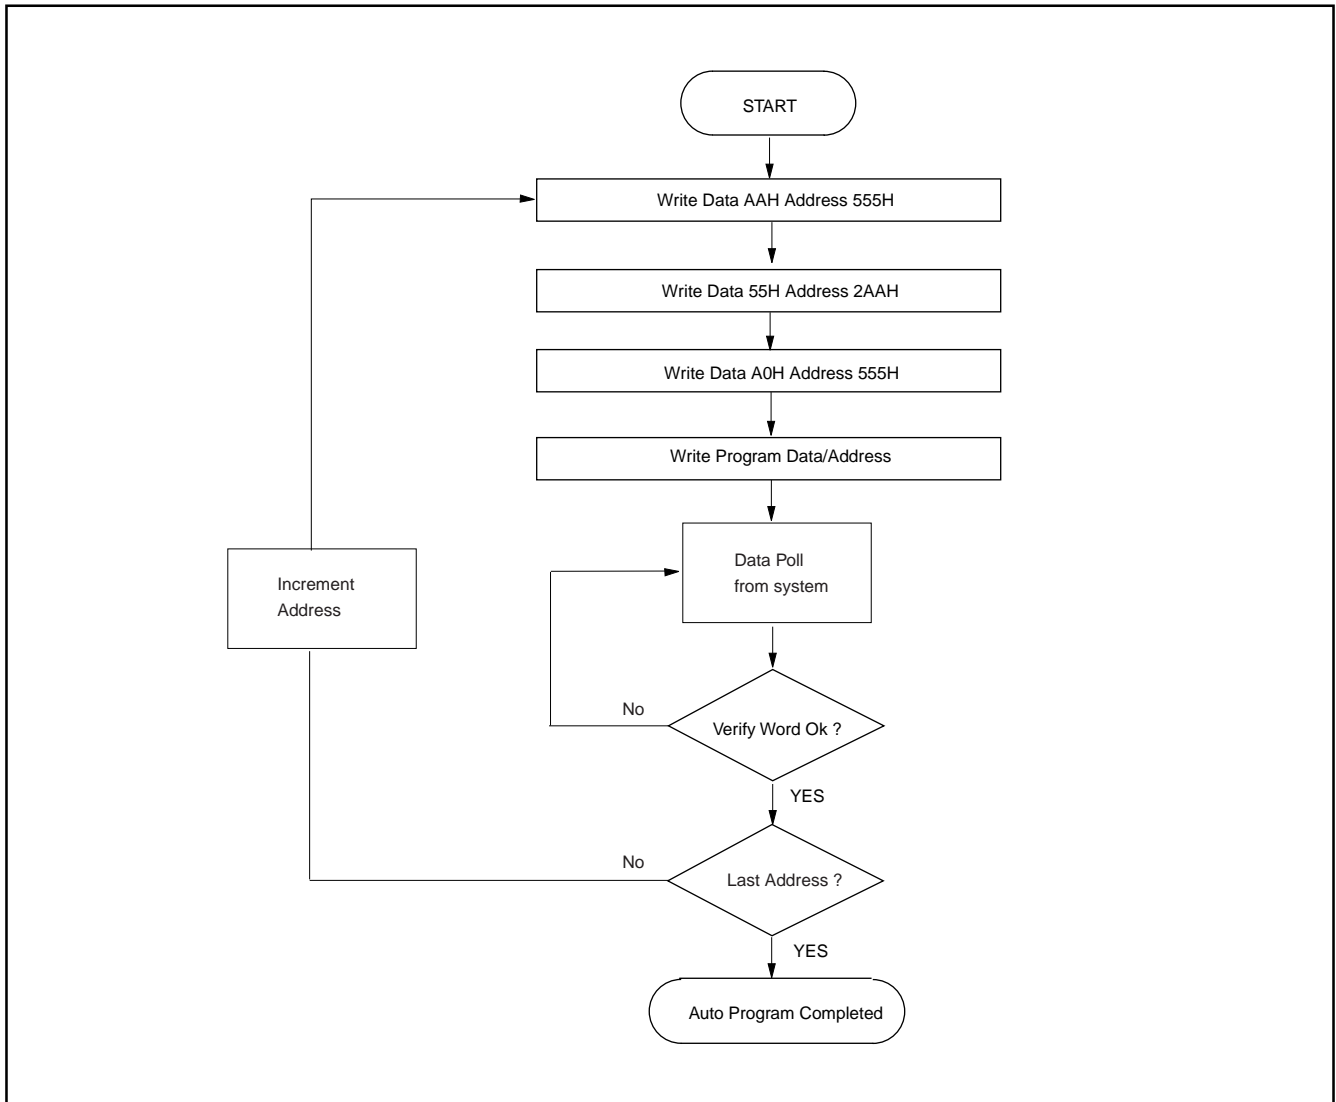 START
Write Data AAH Address 555H
Write Data 55H Address 2AAH
Write Data A0H Address 555H
Write Program Data/Address
Data Poll
from system
Increment
Address
No
Verify Word Ok ?
YES
No
Last Address ?
YES
Auto Program Completed